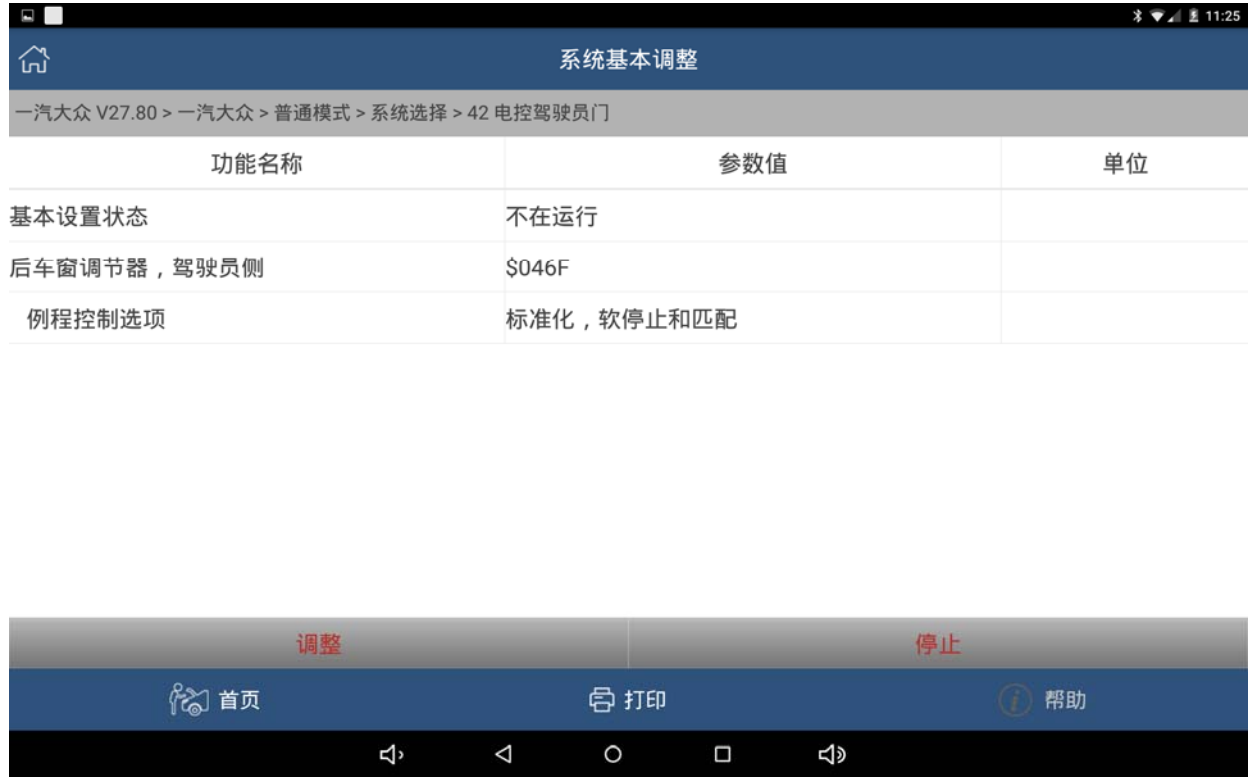 11:25
系统基本调整
一汽大众 V27.80 > 一汽大众 > 普通模式 > 系统选择 > 42 电控驾驶员门
功能名称 参数值 单位
基本设置状态 不在运行
后车窗调节器，驾驶员侧 $046F
例程控制选项 标准化，软停止和匹配
调整 停止
首页 打印 帮助